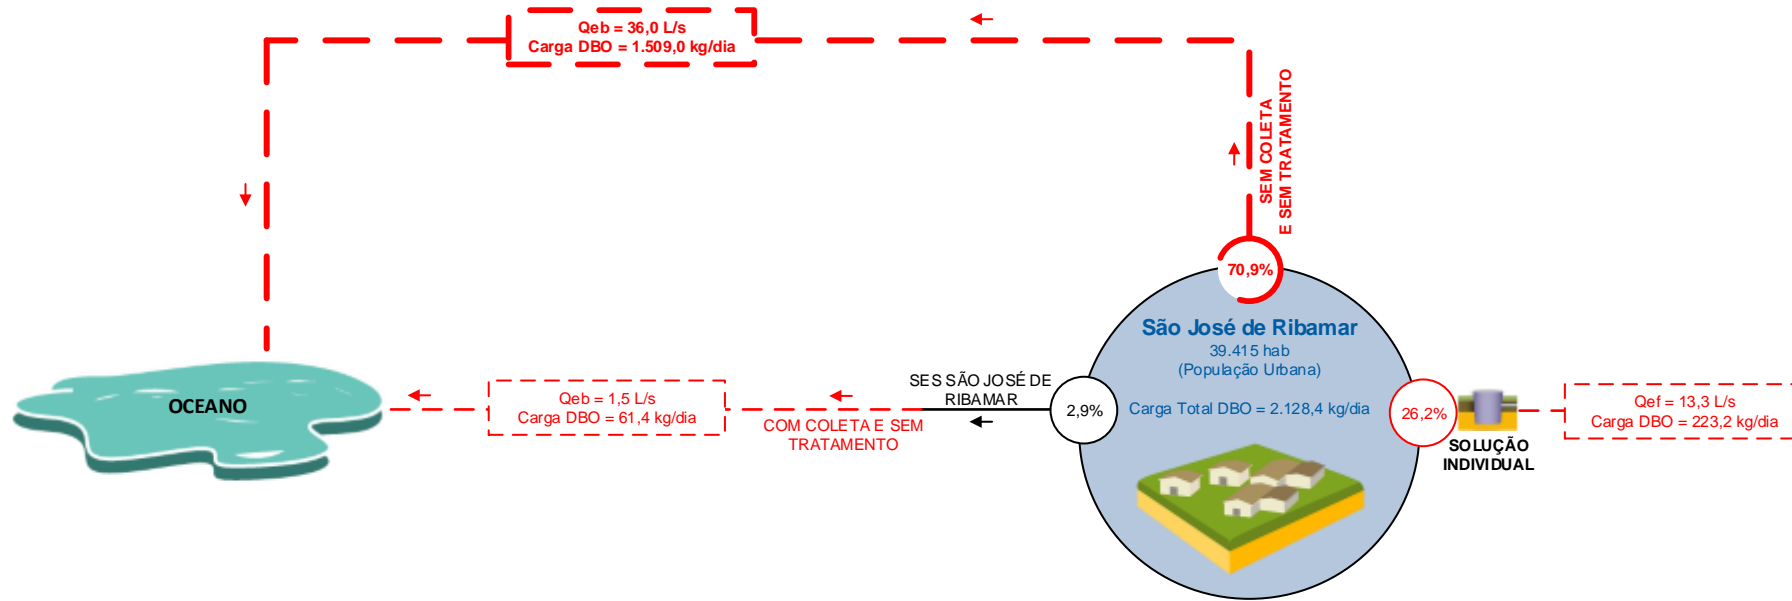 Qeb = 36,0 L/s
Carga DBO = 1.509,0 kg/dia
SEM COLETA
E SEM TRATAMENTO
70,9%
São José de Ribamar
39.415 hab
(População Urbana)
Carga Total DBO = 2.128,4 kg/dia
OCEANO
Qeb = 1,5 L/s
Carga DBO = 61,4 kg/dia
COM COLETA E SEM
TRATAMENTO
SES SÃO JOSÉ DE
RIBAMAR
2,9%
26,2%
SOLUÇÃO
INDIVIDUAL
Qef = 13,3 L/s
Carga DBO = 223,2 kg/dia